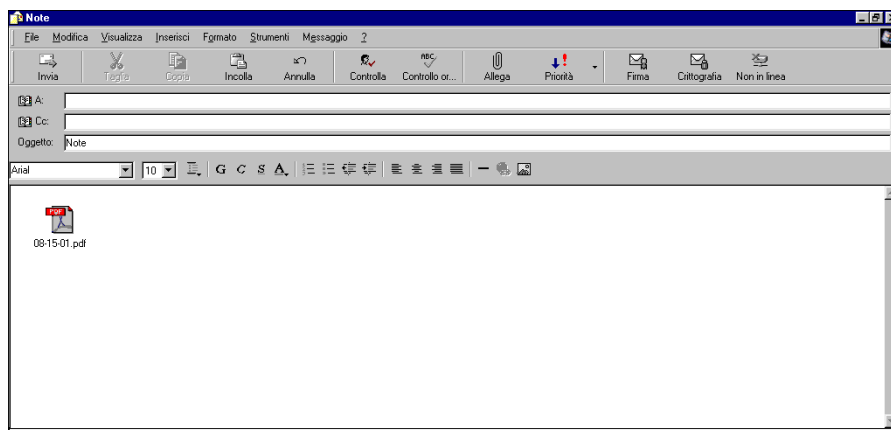 Note
File Modifica Visualizza Inserisci Formato Strumenti Messaggio ?
Invia Taglia Copia Incolla Annulla Controlla Controllo or... Allega Priorità Firma Crittografia Non in linea
A:
Cc:
Oggetto: Note
Arial 10 G C S A
PDF
08-15-01.pdf